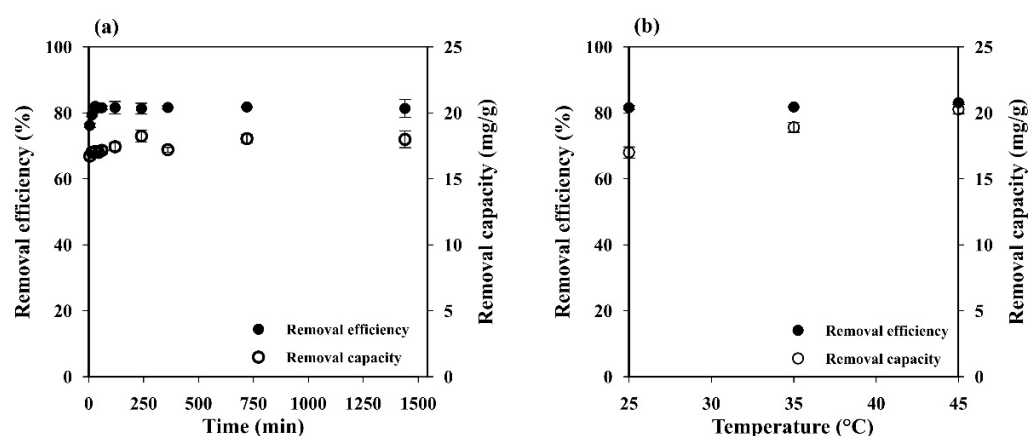 (a)
100
80
60
40
20
0
Removal efficiency (%)
25
20
15
10
5
0
Removal capacity (mg/g)
Removal efficiency
Removal capacity
0 250 500 750 1000 1250 1500
Time (min)
(b)
100
80
60
40
20
0
Removal efficiency (%)
25
20
15
10
5
0
Removal capacity (mg/g)
Removal efficiency
Removal capacity
25 30 35 40 45
Temperature (°C)